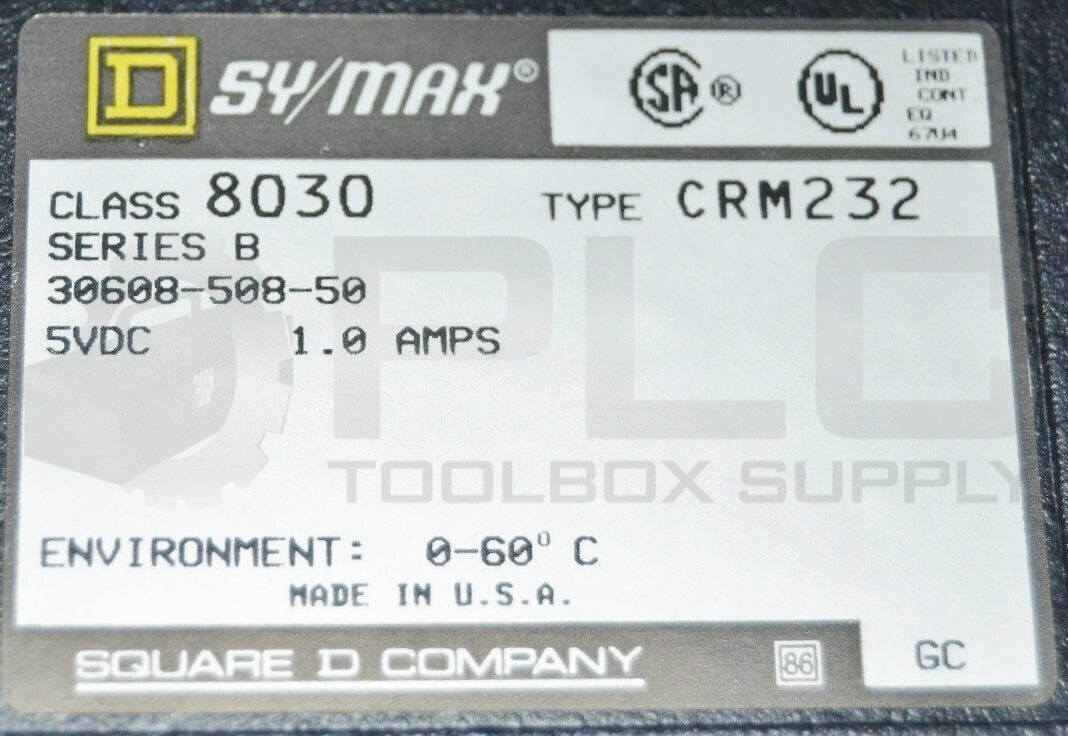 D SY/MAX®
SA ®
UL
LISTED
IND
CONT
EQ
67U4
CLASS 8030 TYPE CRM232
SERIES B
30608-508-50
5VDC 1.0 AMPS
PLC
TOOLBOX SUPPLY
ENVIRONMENT: 0-60° C
MADE IN U.S.A.
SQUARE D COMPANY
86
GC